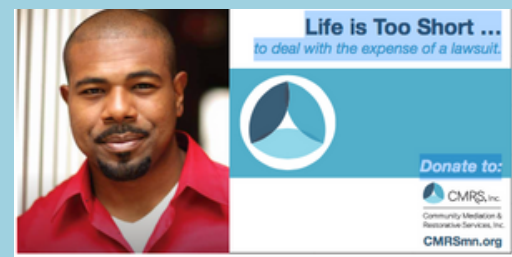 Life is Too Short ...
to deal with the expense of a lawsuit.
Donate to:
CMRS, Inc.
Community Mediation &
Restorative Services, Inc.
CMRSmn.org